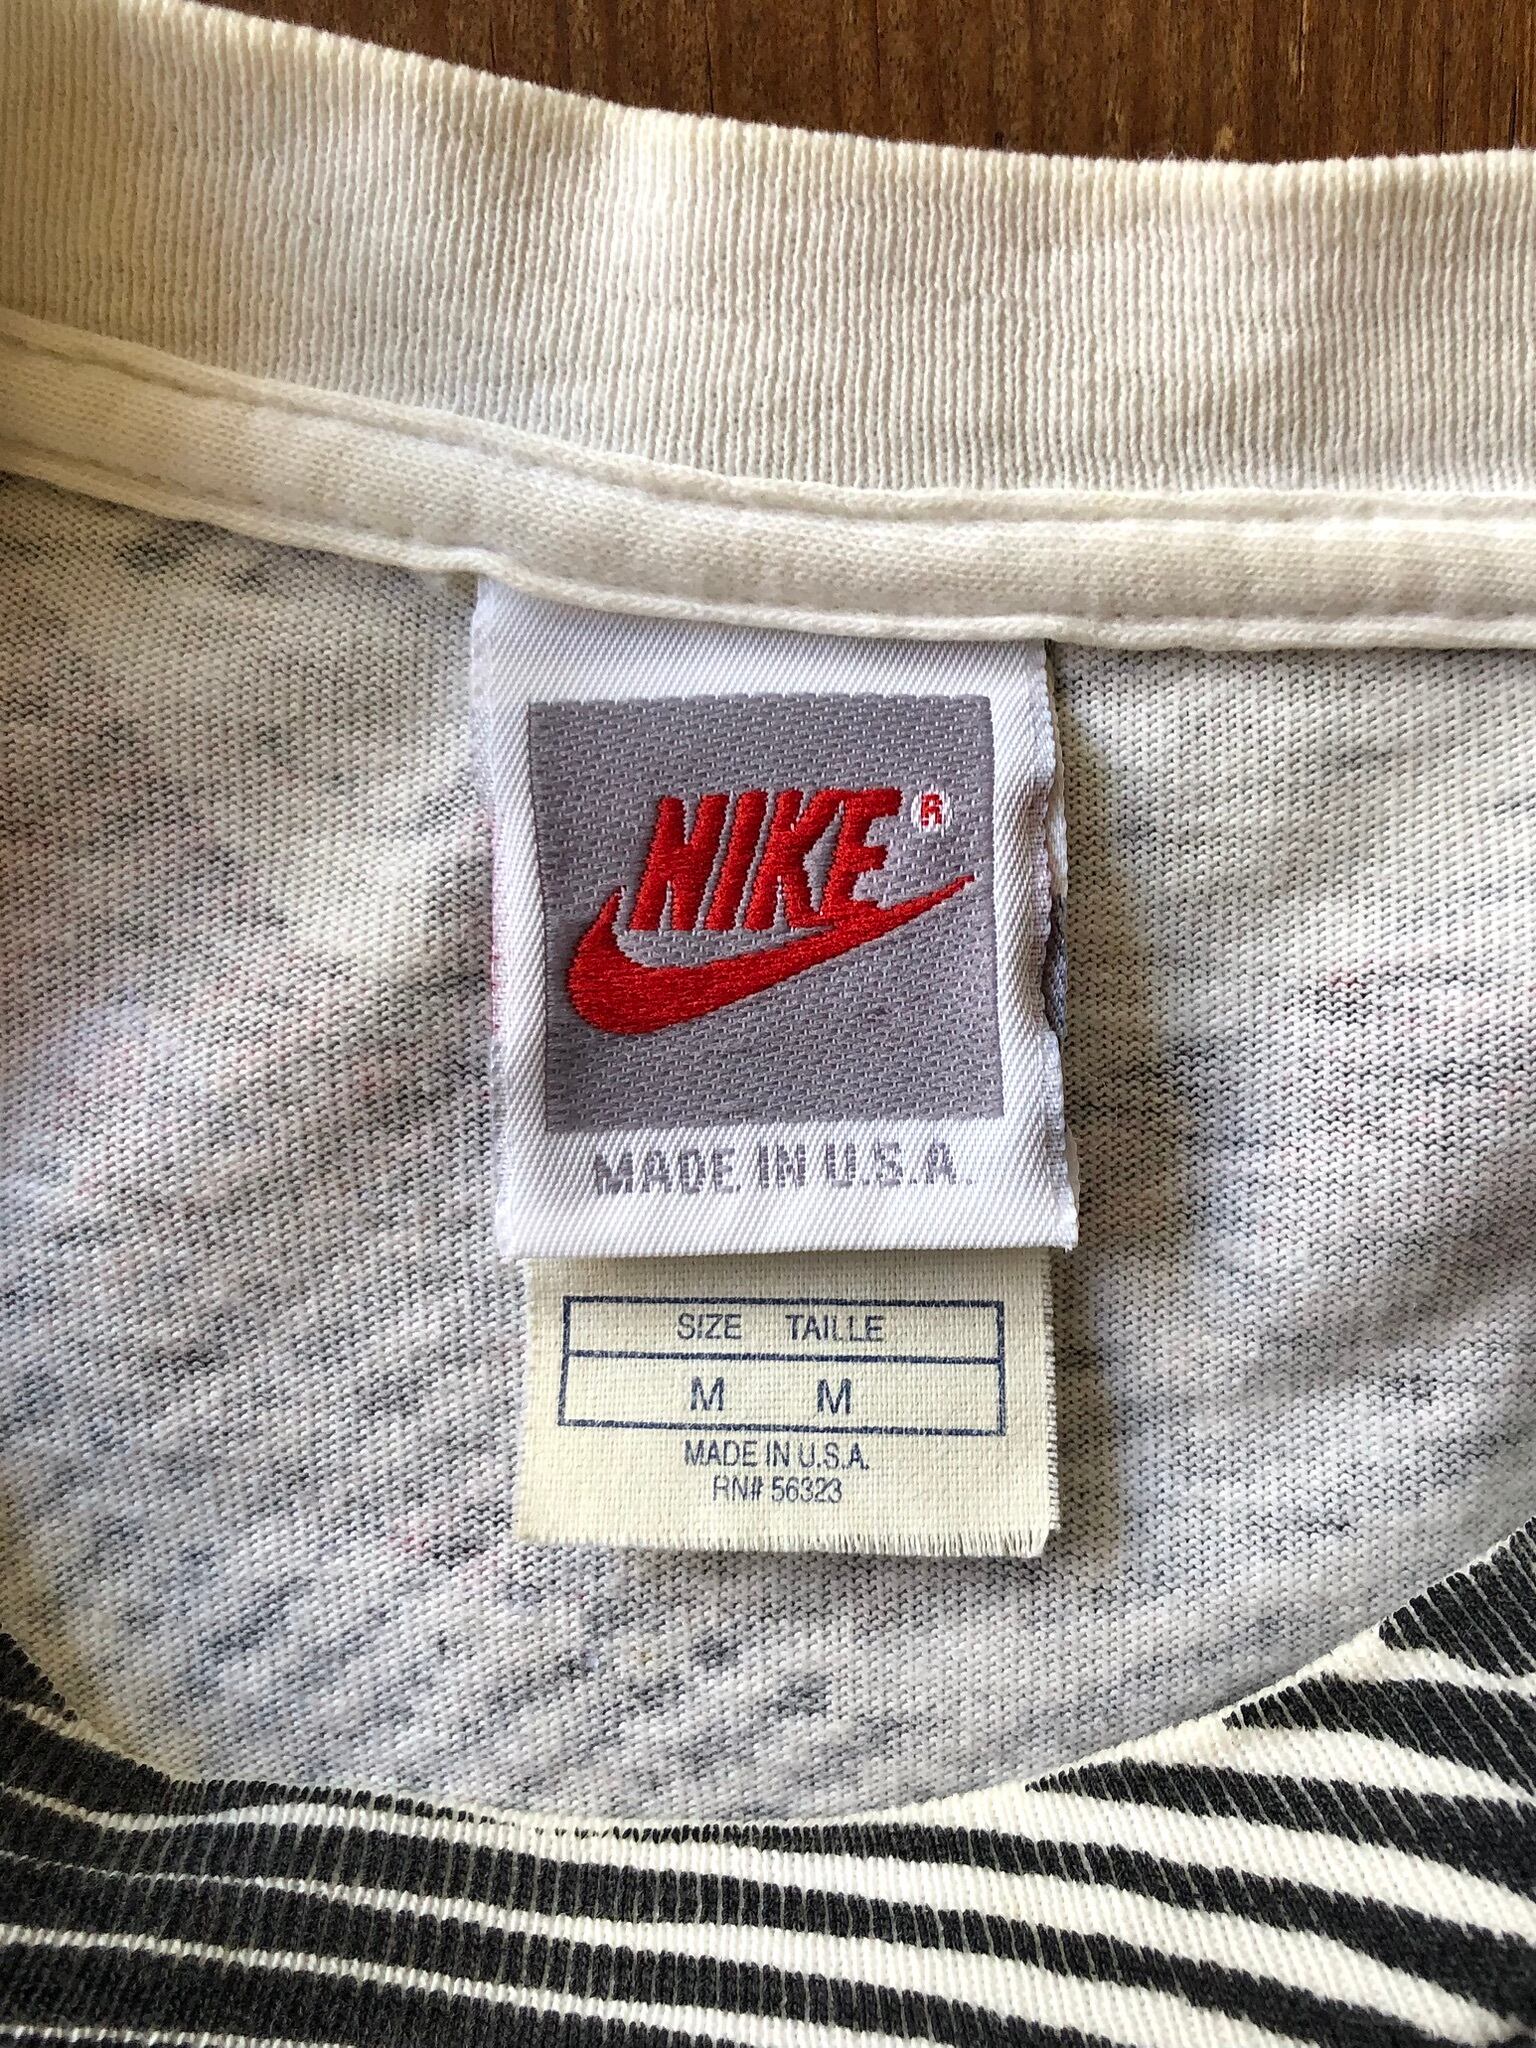 NIKE®
MADE IN U.S.A.
SIZE TAILLE
M M
MADE IN U.S.A.
RN# 56323